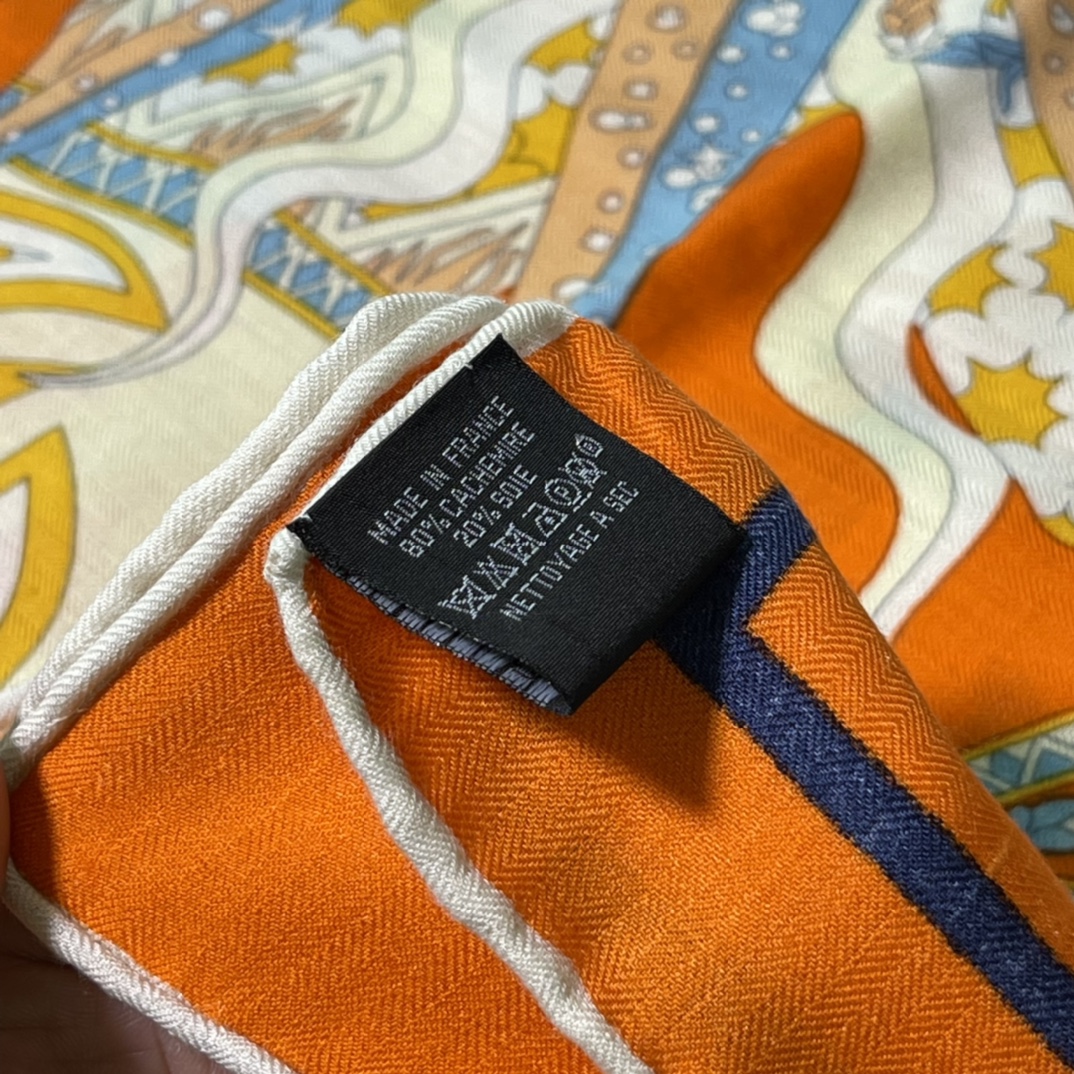 MADE IN FRANCE
80% CACHEMIRE
20% SOIE
NETTOYAGE A SEC